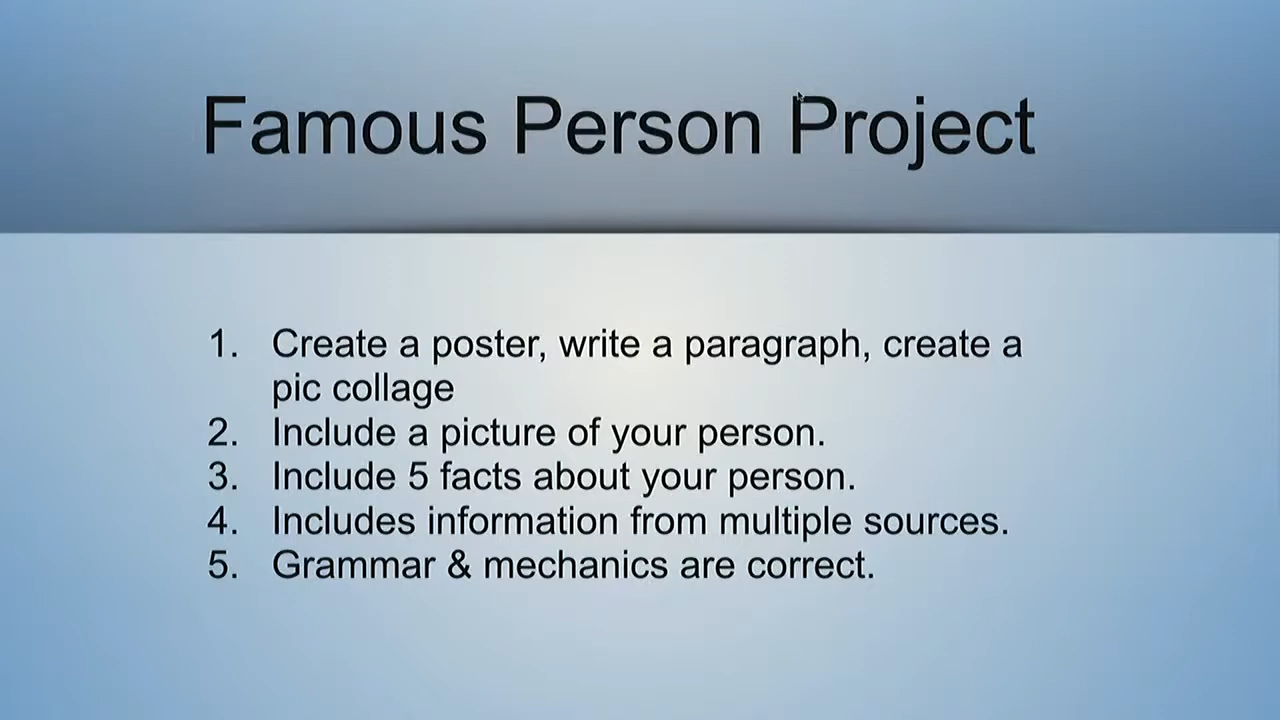 Famous Person Project
1. Create a poster, write a paragraph, create a
pic collage
2. Include a picture of your person.
3. Include 5 facts about your person.
4. Includes information from multiple sources.
5. Grammar & mechanics are correct.